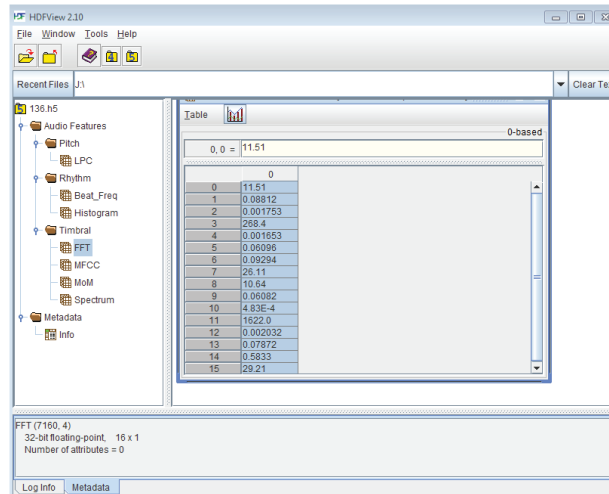 HDFView 2.10
File Window Tools Help
Recent Files J:\ Clear Te
136.h5
Audio Features
Pitch
LPC
Rhythm
Beat_Freq
Histogram
Timbral
FFT
MFCC
MoM
Spectrum
Metadata
Info
Table
0-based
0, 0 = 11.51
0
0 11.51
1 0.08812
2 0.001753
3 268.4
4 0.001653
5 0.06096
6 0.09294
7 26.11
8 10.64
9 0.06082
10 4.83E-4
11 1622.0
12 0.002032
13 0.07872
14 0.5833
15 29.21
FFT (7160, 4)
32-bit floating-point, 16 x 1
Number of attributes = 0
Log Info Metadata